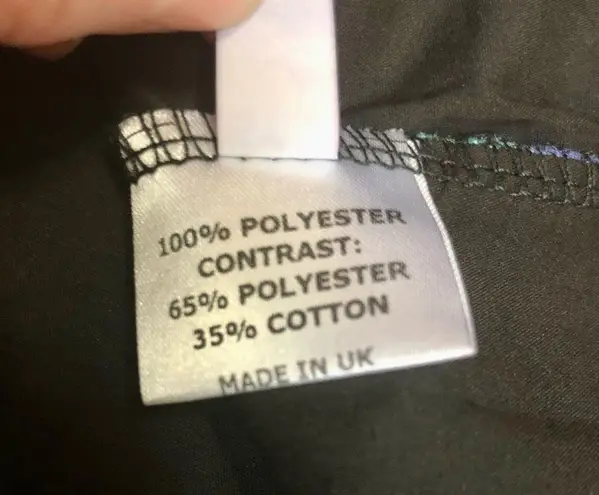 100% POLYESTER
CONTRAST:
65% POLYESTER
35% COTTON
MADE IN UK